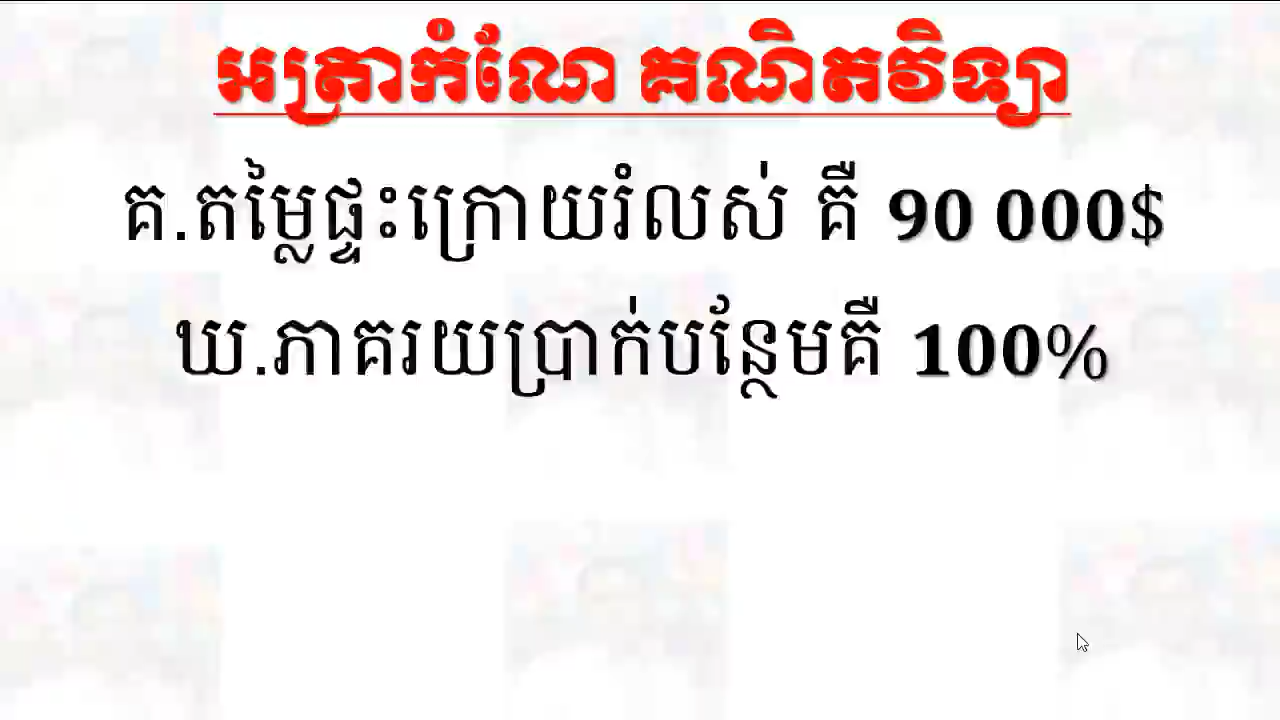 អត្រាកំណែ គណិតវិទ្យា
គ.តម្លៃផ្ទះក្រោយរំលស់ គឺ 90 000$
ឃ.ភាគរយប្រាក់បន្ថែមគឺ 100%